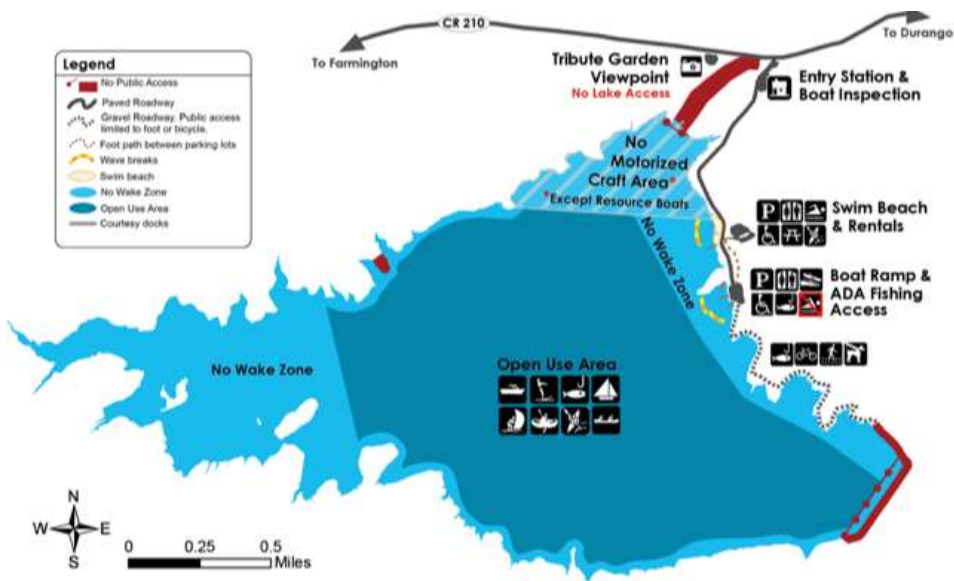 CR 210
To Farmington
To Durango
Legend
No Public Access
Paved Roadway
Gravel Roadway. Public access
limited to foot or bicycle.
Foot path between parking lots
Wave breaks
Swim beach
No Wake Zone
Open Use Area
Courtesy docks
Tribute Garden
Viewpoint
No Lake Access
Entry Station &
Boat Inspection
No
Motorized
Craft Area*
*Except Resource Boats
No Wake Zone
P
Swim Beach
& Rentals
P
Boat Ramp &
ADA Fishing
Access
No Wake Zone
Open Use Area
N
W E
S
0 0.25 0.5
Miles